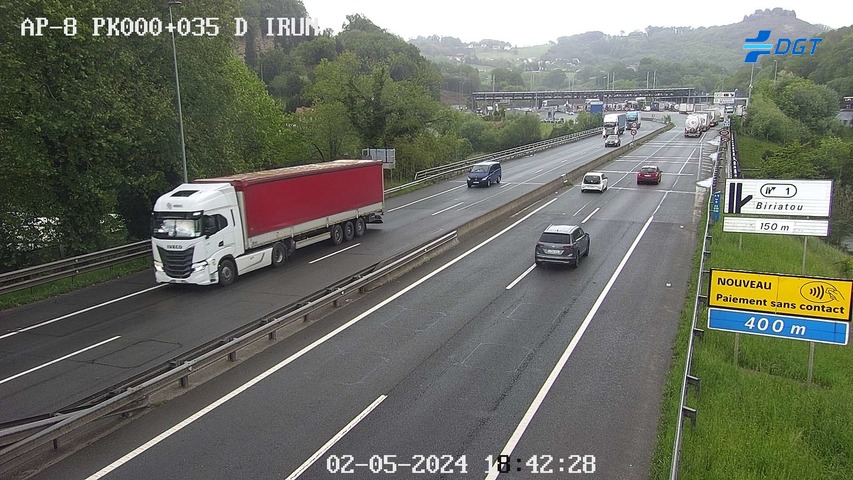 AP-8 PK000+035 D IRUN
DGT
1
Biriatou
150 m
NOUVEAU
Paiement sans contact
400 m
IVECO
02-05-2024 18:42:28